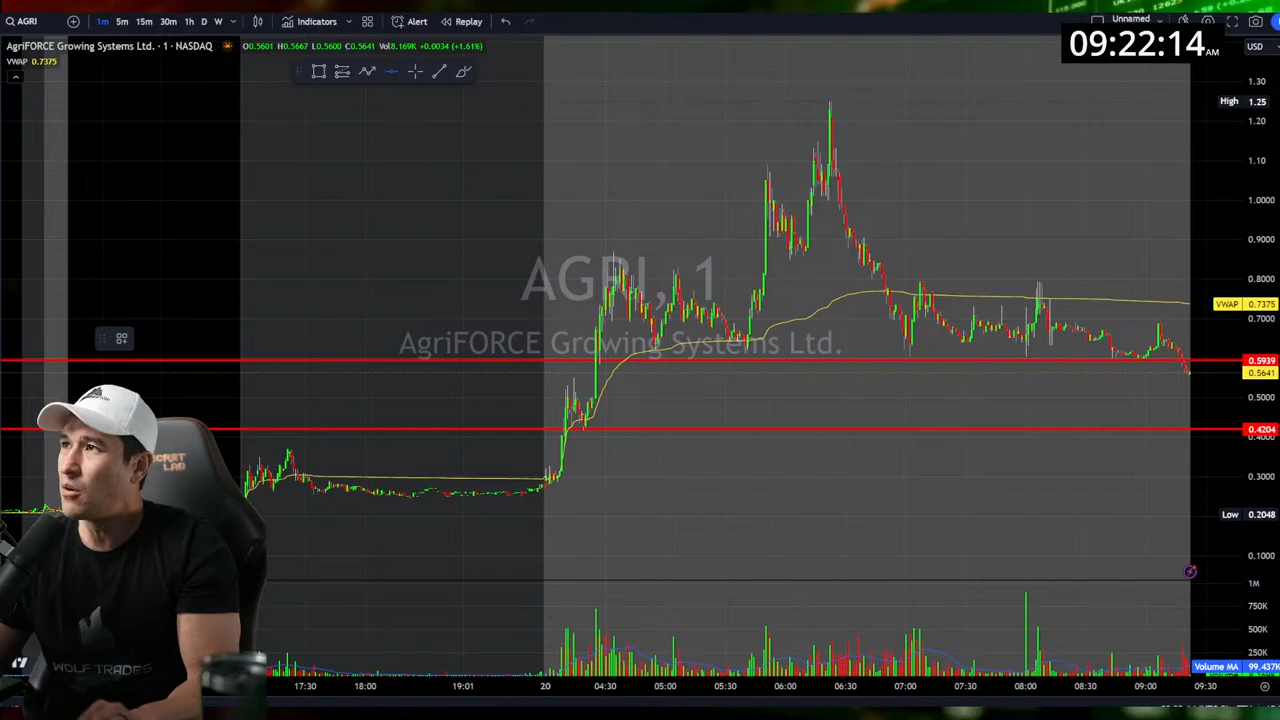 AGRI 1m 5m 15m 30m 1h D W Indicators Alert Replay Unnamed
AgriFORCE Growing Systems Ltd. · 1 · NASDAQ O0.5601 H0.5667 L0.5600 C0.5641 Vol8.169K +0.0034 (+1.61%)
09:22:14 AM
USD
VWAP 0.7375
1.30
High 1.25
1.20
1.10
1.0000
0.9000
0.8000
AGRI, 1
VWAP 0.7375
0.7000
AgriFORCE Growing Systems Ltd.
0.5939
0.5641
0.5000
0.4204
0.4000
SECRET
LAB
0.3000
Low 0.2048
0.1000
1M
750K
500K
250K
WOLF TRADES
Volume MA 99.437K
17:30 18:00 19:01 20 04:30 05:00 05:30 06:00 06:30 07:00 07:30 08:00 08:30 09:00 09:30